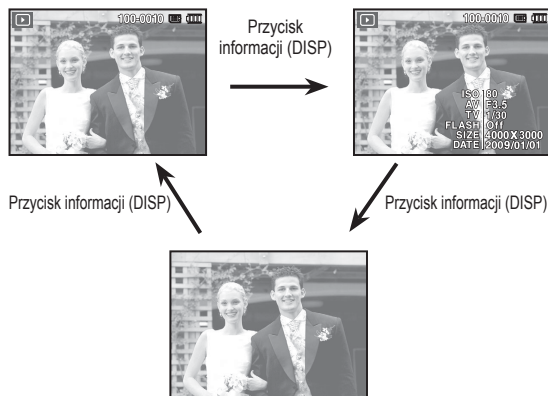 100-0010
Przycisk
informacji (DISP)
100-0010
ISO 80
AV F3.5
TV 1/30
FLASH Off
SIZE 4000X3000
DATE 2009/01/01
Przycisk informacji (DISP)
Przycisk informacji (DISP)